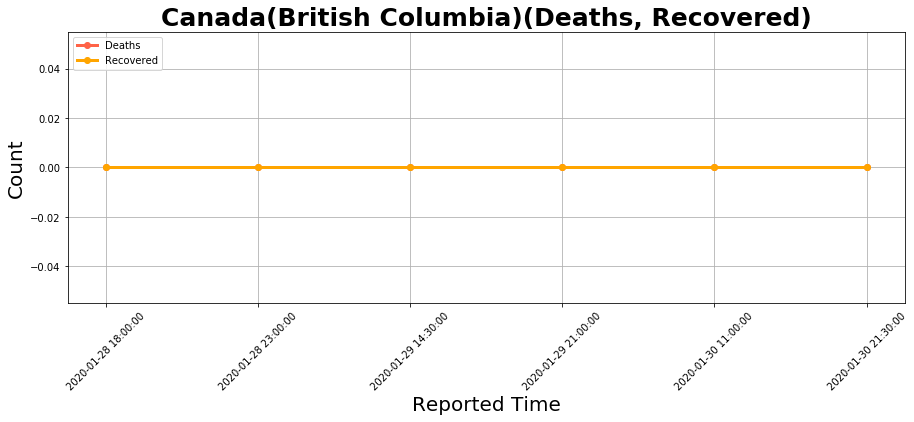 Canada(British Columbia)(Deaths, Recovered)
Deaths
Recovered
0.04
0.02
0.00
−0.02
−0.04
Count
2020-01-28 18:00:00
2020-01-28 23:00:00
2020-01-29 14:30:00
2020-01-29 21:00:00
2020-01-30 11:00:00
2020-01-30 21:30:00
Reported Time